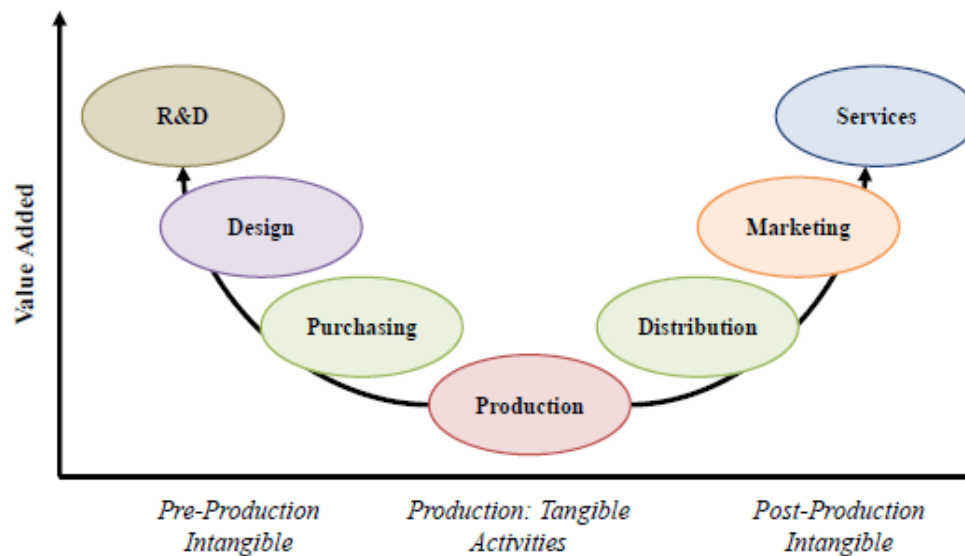 R&D
Services
Design
Marketing
Value Added
Purchasing
Distribution
Production
Pre-Production
Intangible
Production: Tangible
Activities
Post-Production
Intangible